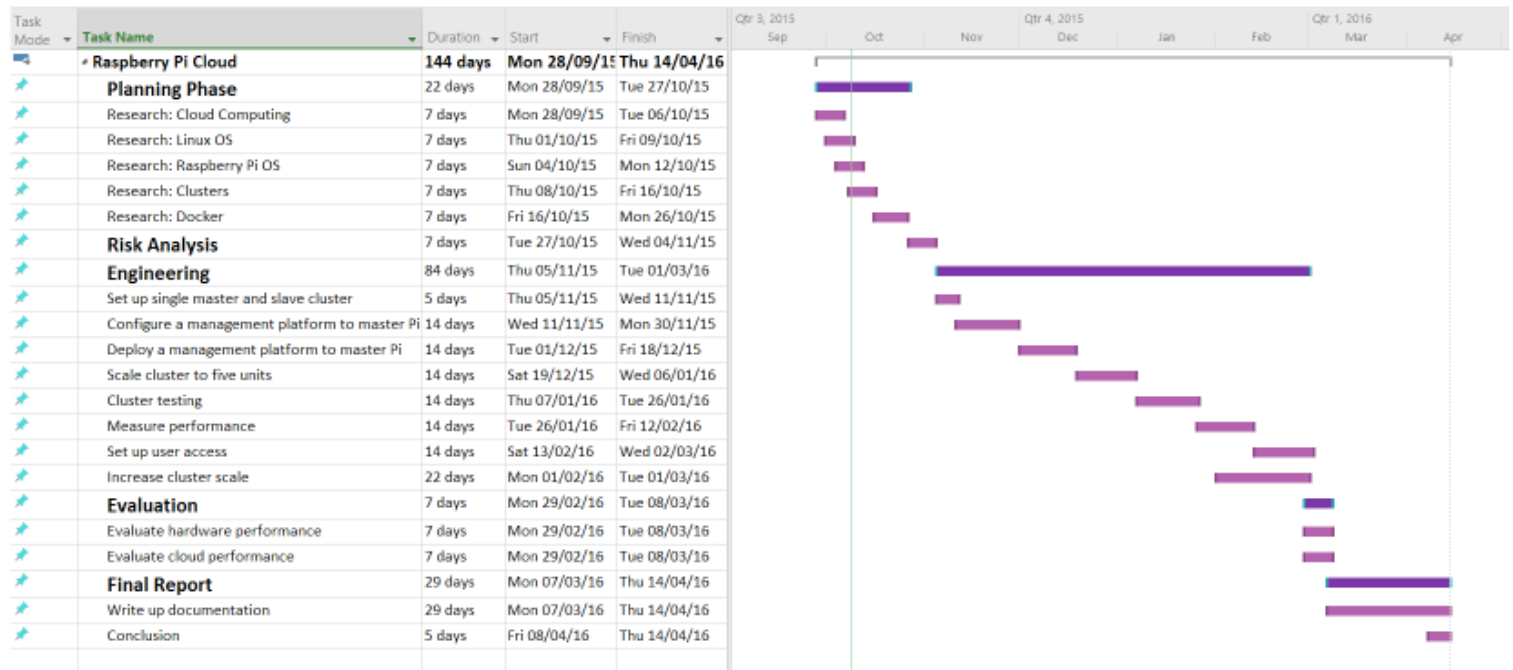 Qtr 3, 2015 Qtr 4, 2015 Qtr 1, 2016
Task Mode Task Name Duration Start Finish Sep Oct Nov Dec Jan Feb Mar Apr
Raspberry Pi Cloud 144 days Mon 28/09/15 Thu 14/04/16
Planning Phase 22 days Mon 28/09/15 Tue 27/10/15
Research: Cloud Computing 7 days Mon 28/09/15 Tue 06/10/15
Research: Linux OS 7 days Thu 01/10/15 Fri 09/10/15
Research: Raspberry Pi OS 7 days Sun 04/10/15 Mon 12/10/15
Research: Clusters 7 days Thu 08/10/15 Fri 16/10/15
Research: Docker 7 days Fri 16/10/15 Mon 26/10/15
Risk Analysis 7 days Tue 27/10/15 Wed 04/11/15
Engineering 84 days Thu 05/11/15 Tue 01/03/16
Set up single master and slave cluster 5 days Thu 05/11/15 Wed 11/11/15
Configure a management platform to master Pi 14 days Wed 11/11/15 Mon 30/11/15
Deploy a management platform to master Pi 14 days Tue 01/12/15 Fri 18/12/15
Scale cluster to five units 14 days Sat 19/12/15 Wed 06/01/16
Cluster testing 14 days Thu 07/01/16 Tue 26/01/16
Measure performance 14 days Tue 26/01/16 Fri 12/02/16
Set up user access 14 days Sat 13/02/16 Wed 02/03/16
Increase cluster scale 22 days Mon 01/02/16 Tue 01/03/16
Evaluation 7 days Mon 29/02/16 Tue 08/03/16
Evaluate hardware performance 7 days Mon 29/02/16 Tue 08/03/16
Evaluate cloud performance 7 days Mon 29/02/16 Tue 08/03/16
Final Report 29 days Mon 07/03/16 Thu 14/04/16
Write up documentation 29 days Mon 07/03/16 Thu 14/04/16
Conclusion 5 days Fri 08/04/16 Thu 14/04/16